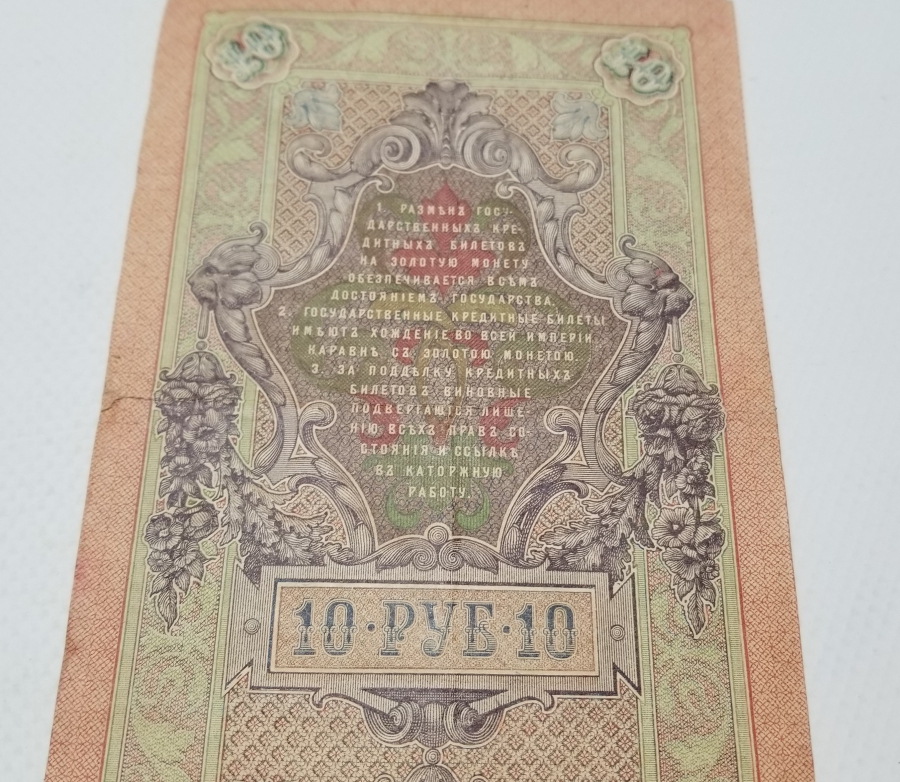 1. РАЗМѢНЪ ГОСУ-
ДАРСТВЕННЫХЪ КРЕ-
ДИТНЫХЪ БИЛЕТОВЪ
НА ЗОЛОТУЮ МОНЕТУ
ОБЕЗПЕЧИВАЕТСЯ ВСѢМЪ
ДОСТОЯНІЕМЪ ГОСУДАРСТВА.
2. ГОСУДАРСТВЕННЫЕ КРЕДИТНЫЕ БИЛЕТЫ
ИМѢЮТЪ ХОЖДЕНІЕ ВО ВСЕЙ ИМПЕРІИ
НАРАВНѢ СЪ ЗОЛОТОЮ МОНЕТОЮ.
3. ЗА ПОДДѢЛКУ КРЕДИТНЫХЪ
БИЛЕТОВЪ ВИНОВНЫЕ
ПОДВЕРГАЮТСЯ ЛИШЕ-
НІЮ ВСѢХЪ ПРАВЪ СО-
СТОЯНІЯ И ССЫЛКѢ
ВЪ КАТОРЖНУЮ
РАБОТУ.
10·РУБ·10